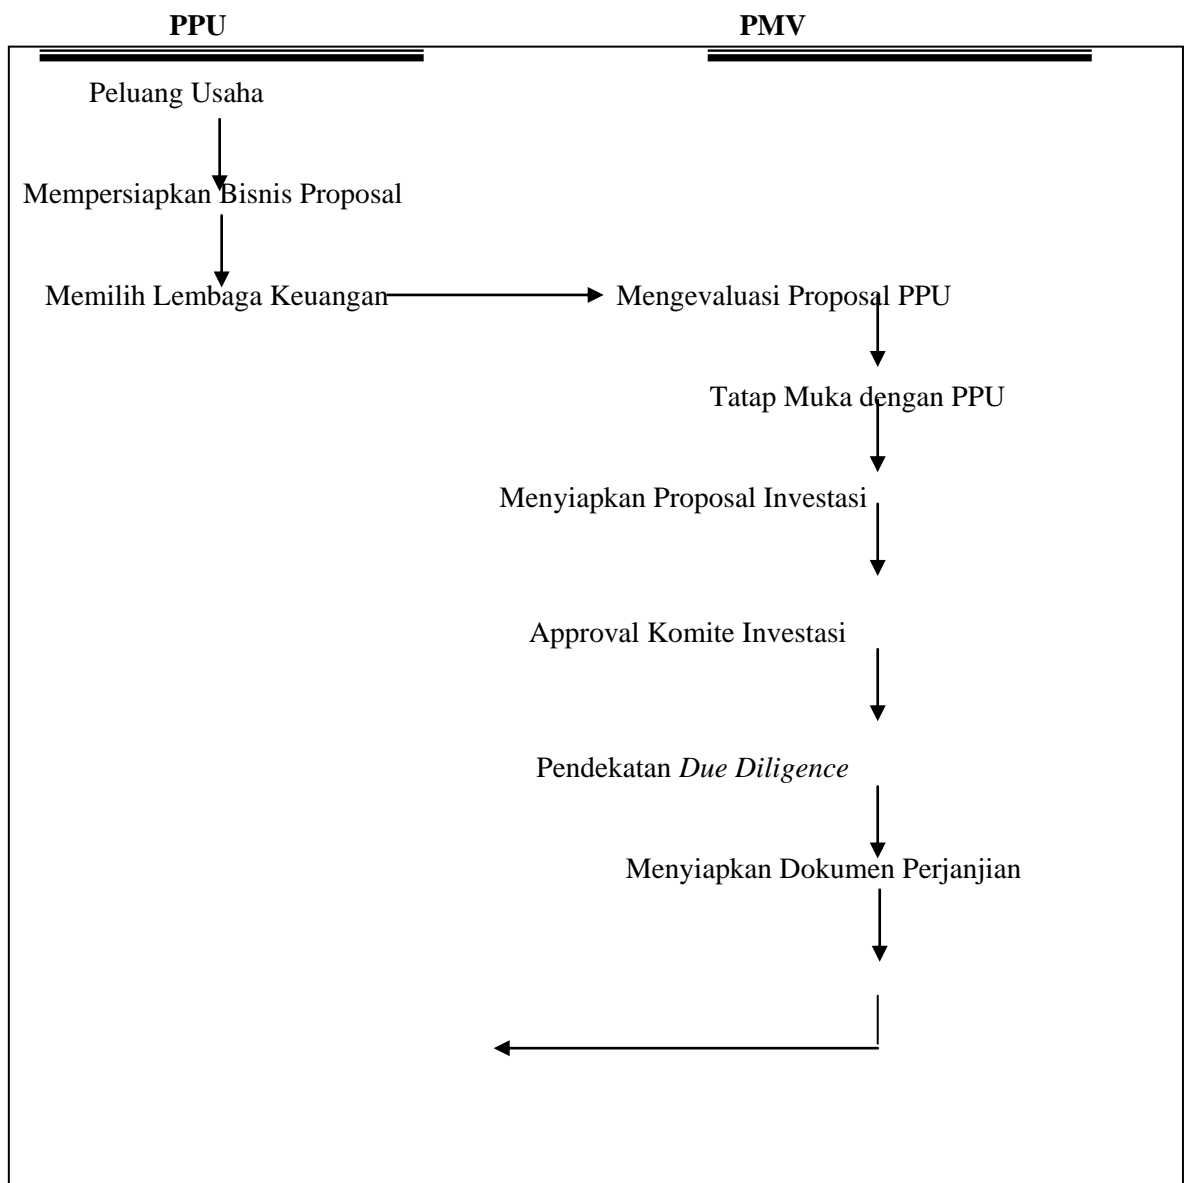 PPU PMV
Peluang Usaha
Mempersiapkan Bisnis Proposal
Memilih Lembaga Keuangan Mengevaluasi Proposal PPU
Tatap Muka dengan PPU
Menyiapkan Proposal Investasi
Approval Komite Investasi
Pendekatan Due Diligence
Menyiapkan Dokumen Perjanjian